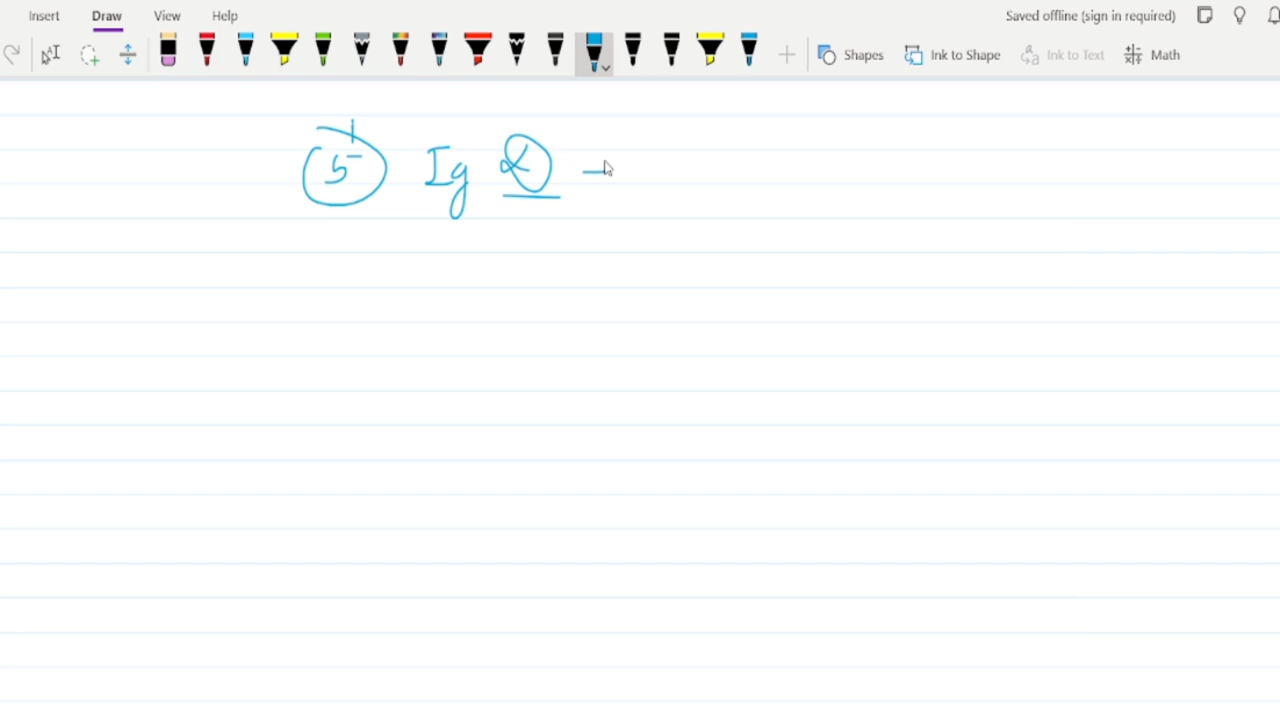 Insert Draw View Help Saved offline (sign in required)
Shapes Ink to Shape Ink to Text Math
5 Ig α -